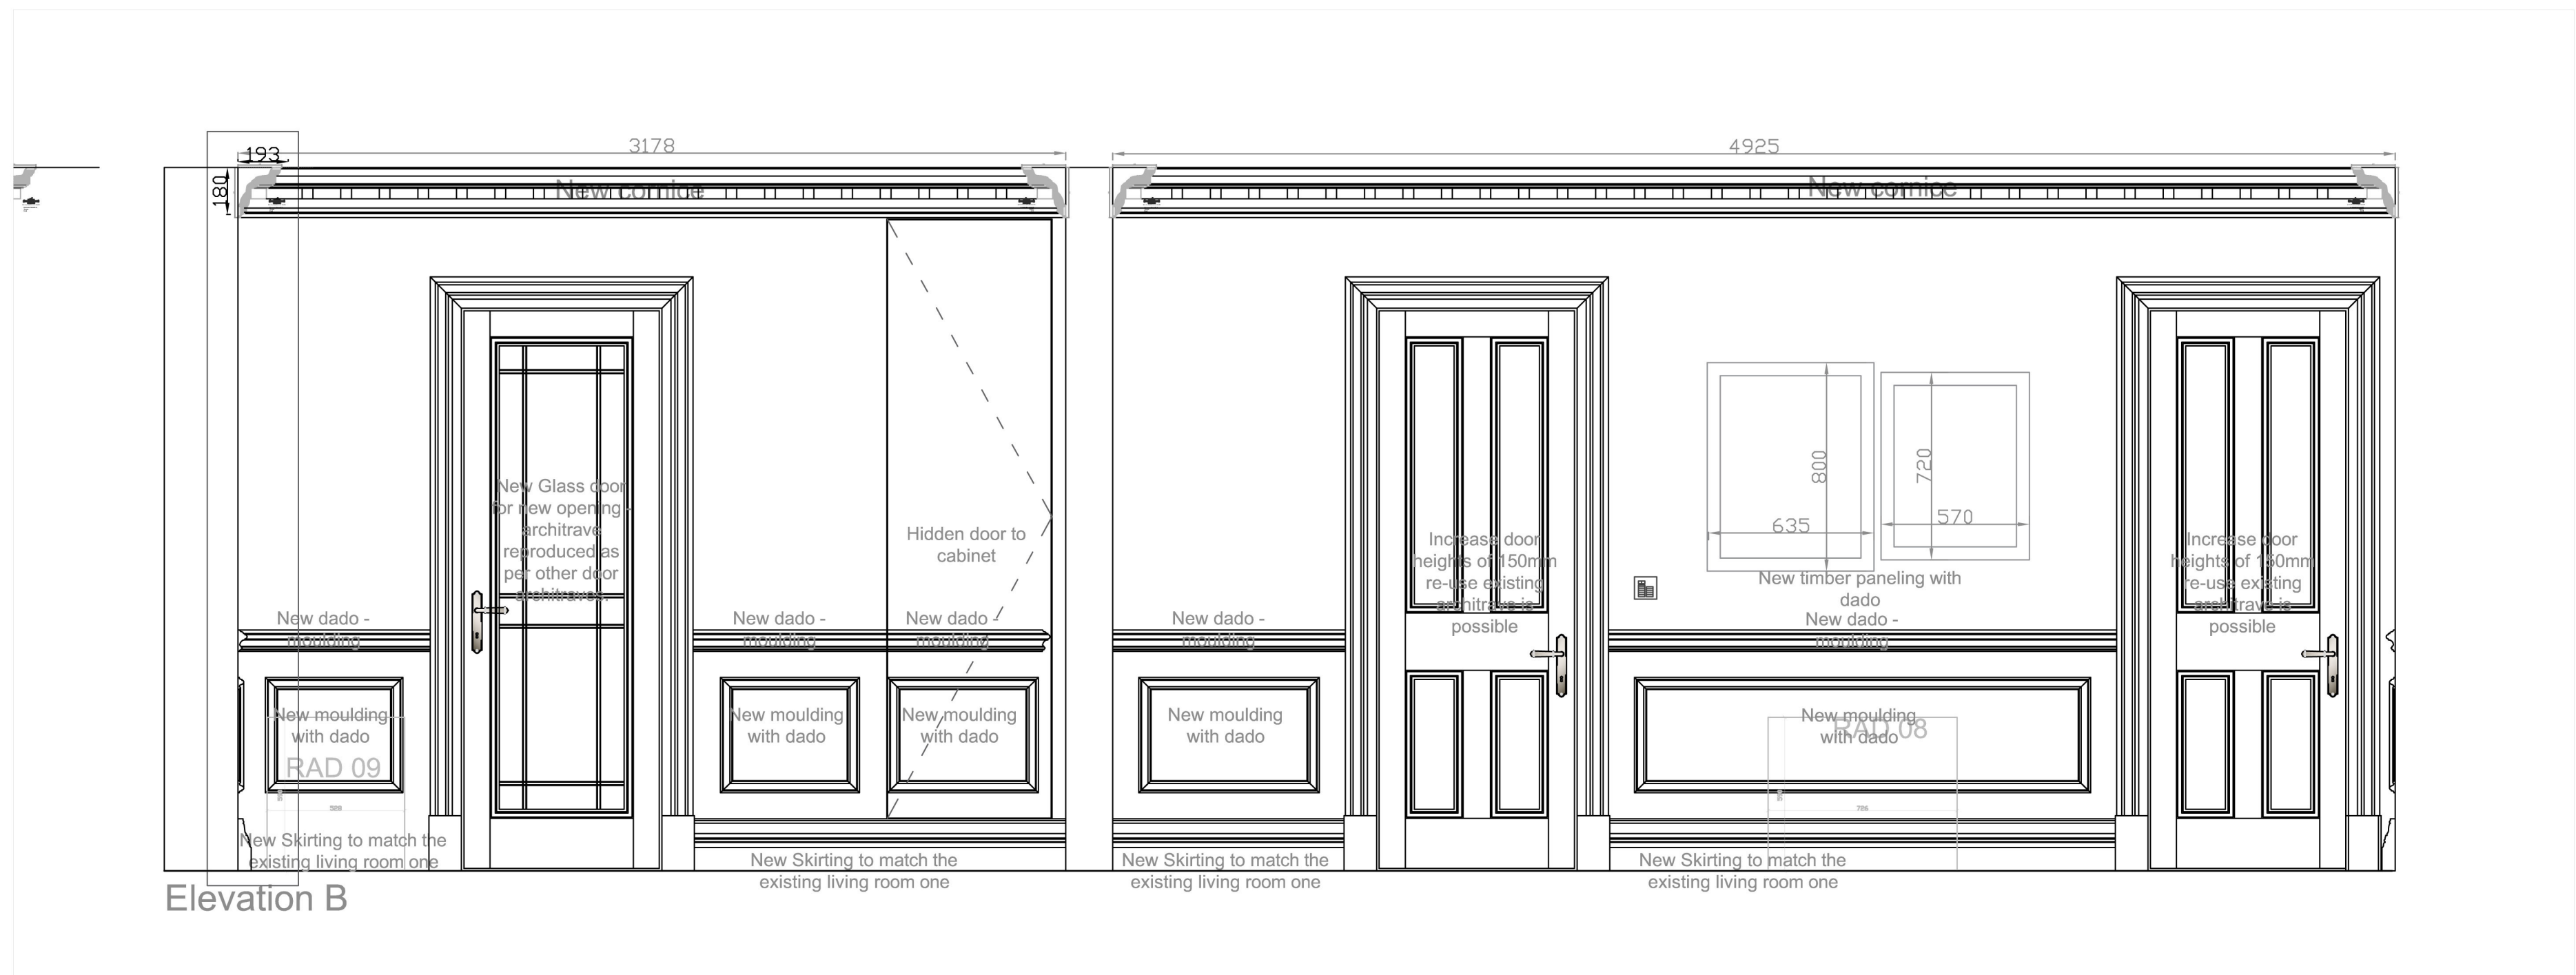 193
3178
4925
180
New cornice
New cornice
New Glass door
for new opening -
architrave
reproduced as
per other door
architraves.
Hidden door to
cabinet
Increase door
heights of 150mm
re-use existing
architrave is
possible
800
635
720
570
New timber paneling with
dado
Increase door
heights of 150mm
re-use existing
architrave is
possible
New dado -
moulding
New dado -
moulding
New dado -
moulding
New dado -
moulding
New dado -
moulding
New moulding
with dado
RAD 09
528
New moulding
with dado
New moulding
with dado
New moulding
with dado
New moulding
with dado
RAD 08
726
New Skirting to match the
existing living room one
New Skirting to match the
existing living room one
New Skirting to match the
existing living room one
New Skirting to match the
existing living room one
Elevation B